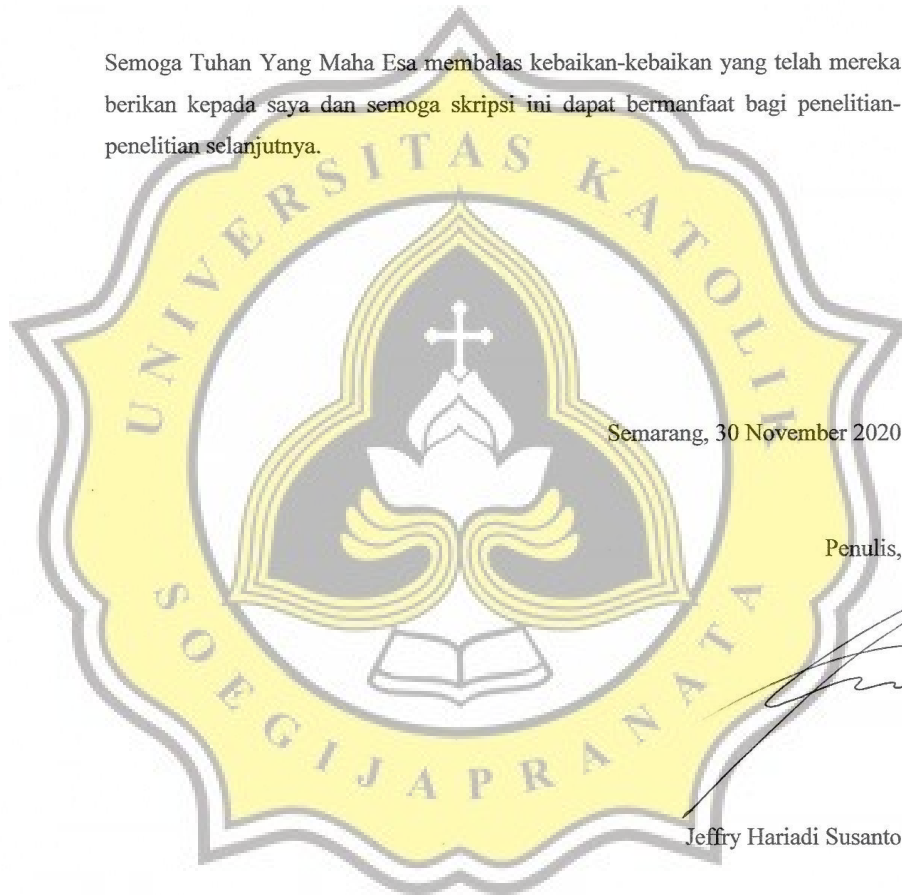 Semoga Tuhan Yang Maha Esa membalas kebaikan-kebaikan yang telah mereka
berikan kepada saya dan semoga skripsi ini dapat bermanfaat bagi penelitian-
penelitian selanjutnya.
UNIVERSITAS KATOLIK
Semarang, 30 November 2020
Penulis,
SOEGIJAPRANATA
Jeffry Hariadi Susanto